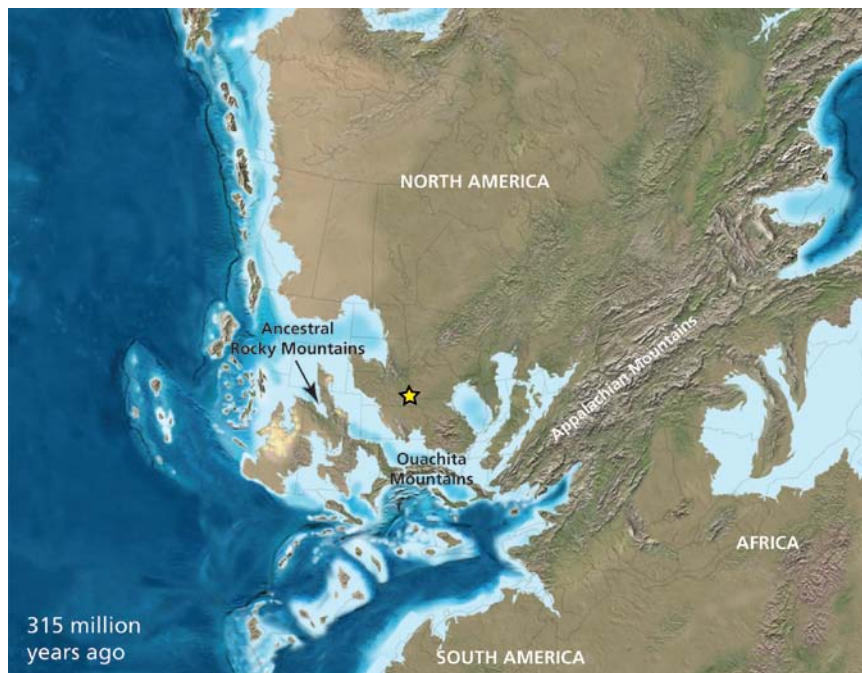 NORTH AMERICA
Ancestral
Rocky Mountains
Appalachian Mountains
Ouachita
Mountains
AFRICA
315 million
years ago
SOUTH AMERICA